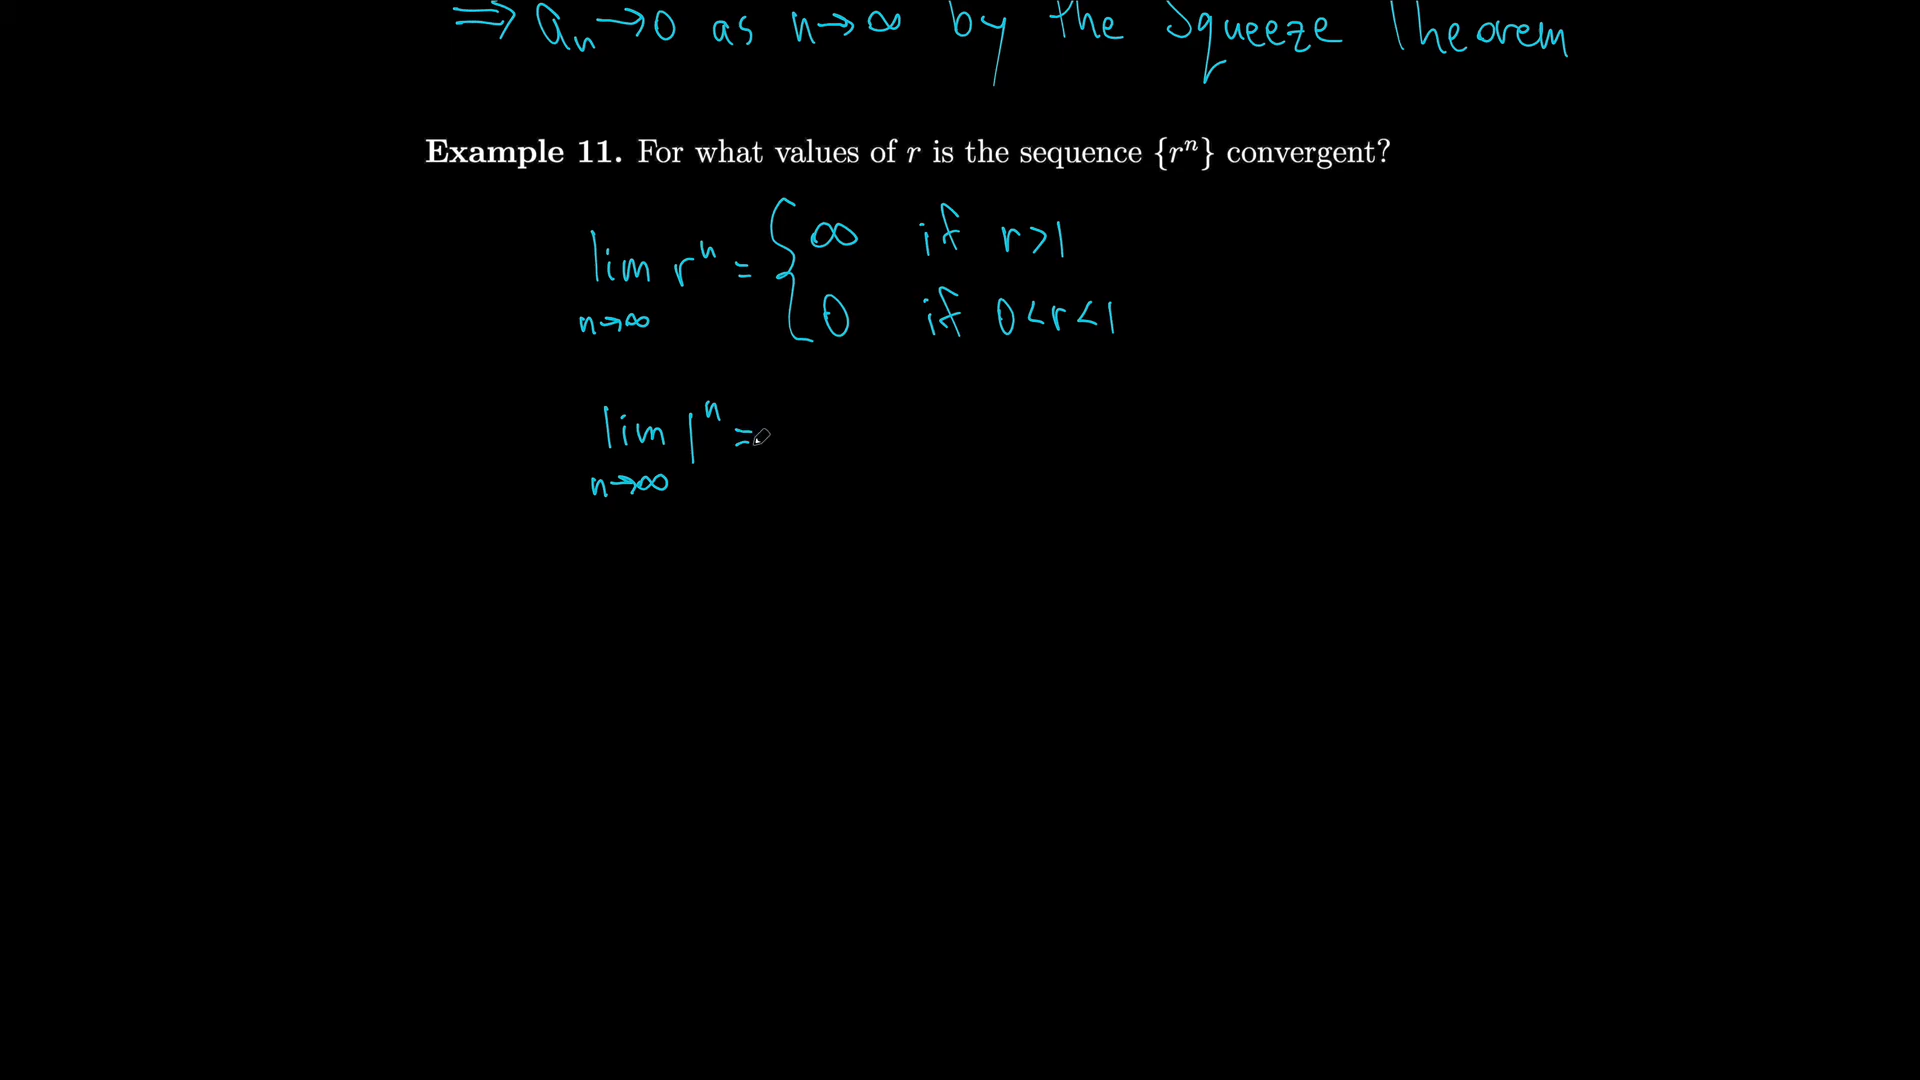 ⟹ aₙ → 0 as n → ∞ by the Squeeze Theorem
Example 11. For what values of r is the sequence {rⁿ} convergent?
lim rⁿ = { ∞ if r > 1
n → ∞ 0 if 0 < r < 1
lim 1ⁿ =
n → ∞